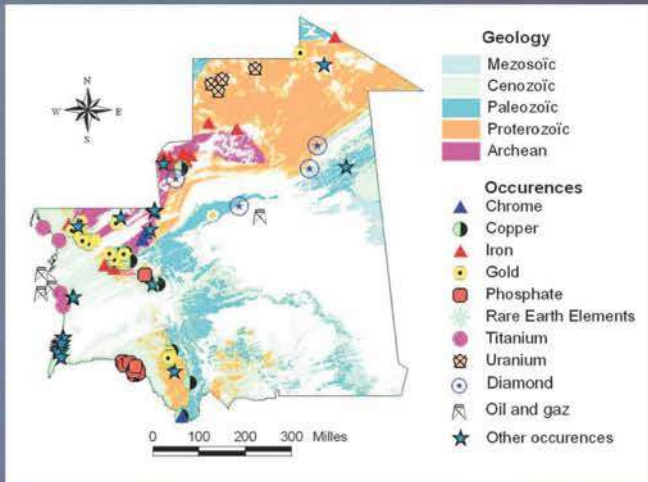 N
W E
S
Geology
Mezosoïc
Cenozoïc
Paleozoïc
Proterozoïc
Archean
Occurences
Chrome
Copper
Iron
Gold
Phosphate
Rare Earth Elements
Titanium
Uranium
Diamond
Oil and gaz
Other occurences
0 100 200 300 Milles